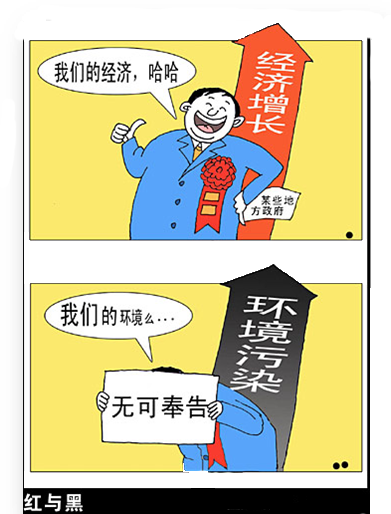 我们的经济，哈哈
经济增长
某些地
方政府
我们的环境么...
环境污染
无可奉告
红与黑